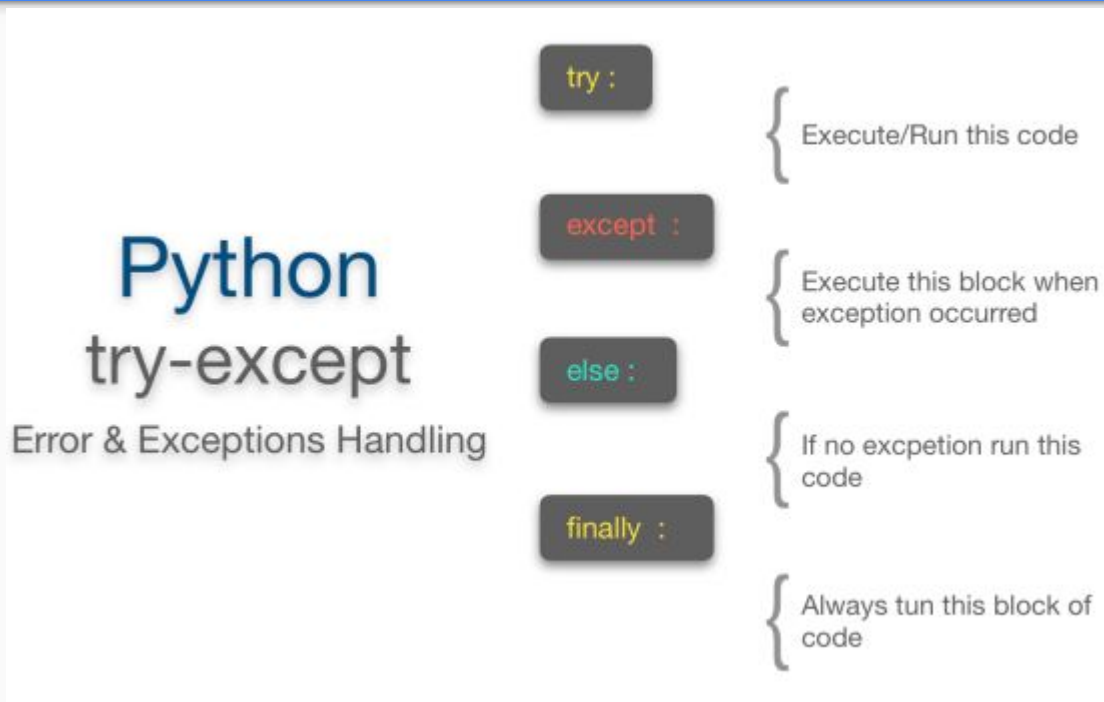 Python
try-except
Error & Exceptions Handling
try :
Execute/Run this code
except :
Execute this block when
exception occurred
else :
If no excpetion run this
code
finally :
Always tun this block of
code